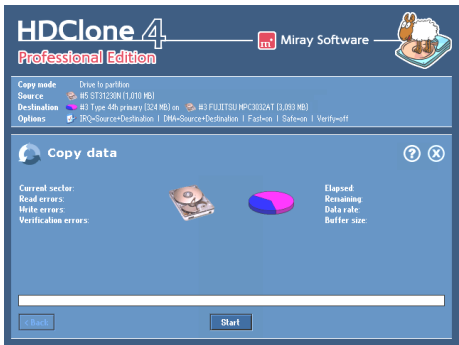 HDClone 4
Professional Edition
Miray Software
Copy mode Drive to partition
Source #5 ST31230N (1,010 MB)
Destination #3 Type 44h primary (324 MB) on #3 FUJITSU MPC3032AT (3,093 MB)
Options IRQ=Source+Destination | DMA=Source+Destination | Fast=on | Safe=on | Verify=off
Copy data
? X
Current sector:
Read errors:
Write errors:
Verification errors:
Elapsed:
Remaining:
Data rate:
Buffer size:
< Back
Start